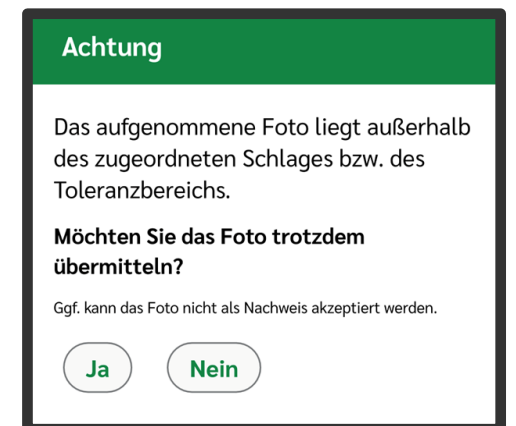 Achtung
Das aufgenommene Foto liegt außerhalb
des zugeordneten Schlages bzw. des
Toleranzbereichs.
Möchten Sie das Foto trotzdem
übermitteln?
Ggf. kann das Foto nicht als Nachweis akzeptiert werden.
Ja Nein